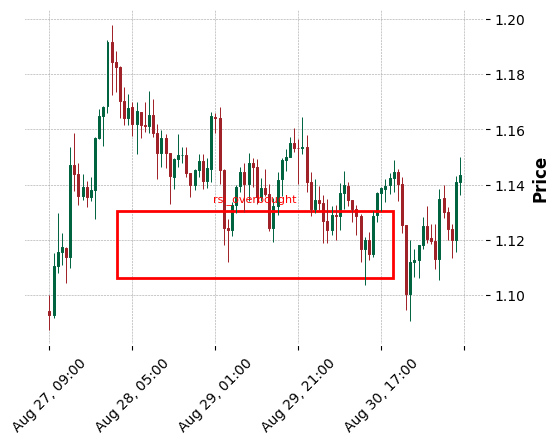 1.20
1.18
1.16
1.14
1.12
1.10
Price
rsi_overbought
Aug 27, 09:00
Aug 28, 05:00
Aug 29, 01:00
Aug 29, 21:00
Aug 30, 17:00